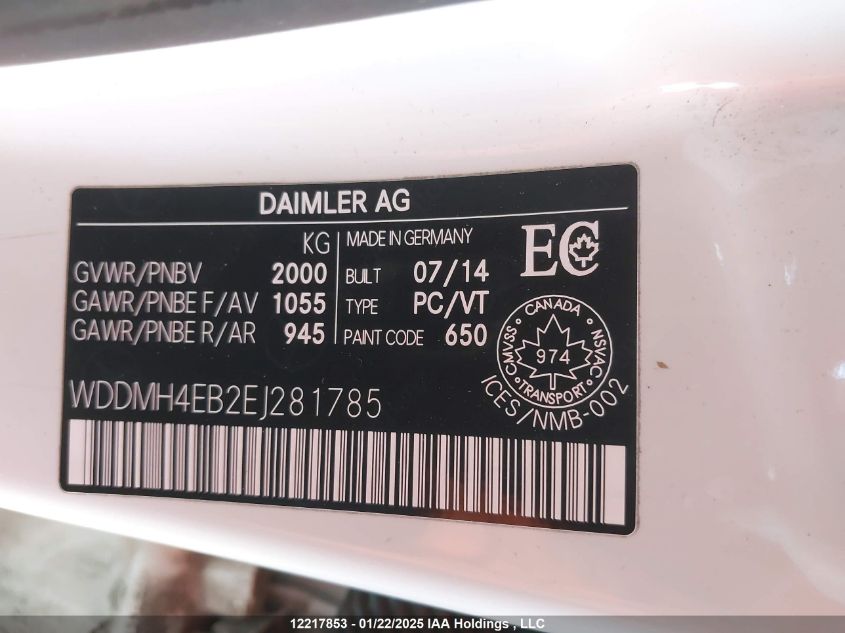 DAIMLER AG
KG
GVWR/PNBV 2000
GAWR/PNBE F/AV 1055
GAWR/PNBE R/AR 945
MADE IN GERMANY
BUILT 07/14
TYPE PC/VT
PAINT CODE 650
EC
CANADA
CMVSS 974 NSVAC
TRANSPORT
ICES/NMB-002
WDDMH4EB2EJ281785
12217853 - 01/22/2025 IAA Holdings , LLC